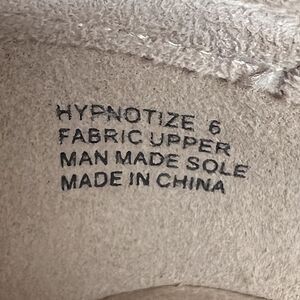 HYPNOTIZE 6
FABRIC UPPER
MAN MADE SOLE
MADE IN CHINA